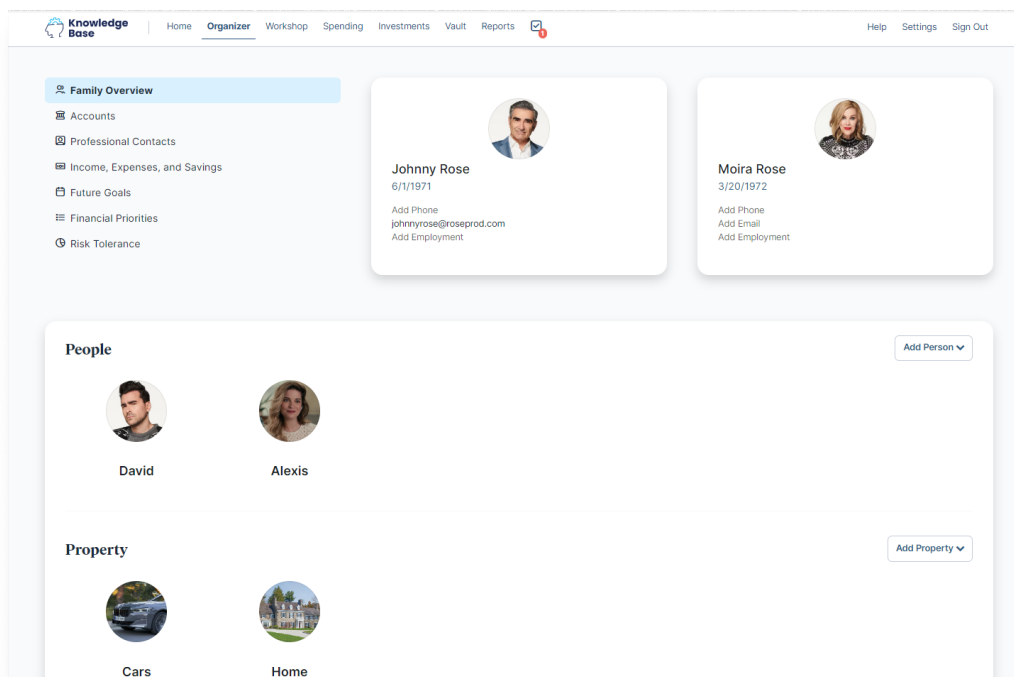 Knowledge
Base
Home Organizer Workshop Spending Investments Vault Reports 1 Help Settings Sign Out
Family Overview
Accounts
Professional Contacts
Income, Expenses, and Savings
Future Goals
Financial Priorities
Risk Tolerance
Johnny Rose
6/1/1971
Add Phone
johnnyrose@roseprod.com
Add Employment
Moira Rose
3/20/1972
Add Phone
Add Email
Add Employment
People
Add Person
David
Alexis
Property
Add Property
Cars
Home